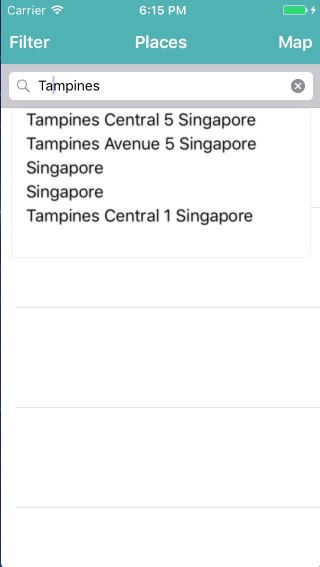 Carrier 6:15 PM
Filter Places Map
Tampines
Tampines Central 5 Singapore
Tampines Avenue 5 Singapore
Singapore
Singapore
Tampines Central 1 Singapore